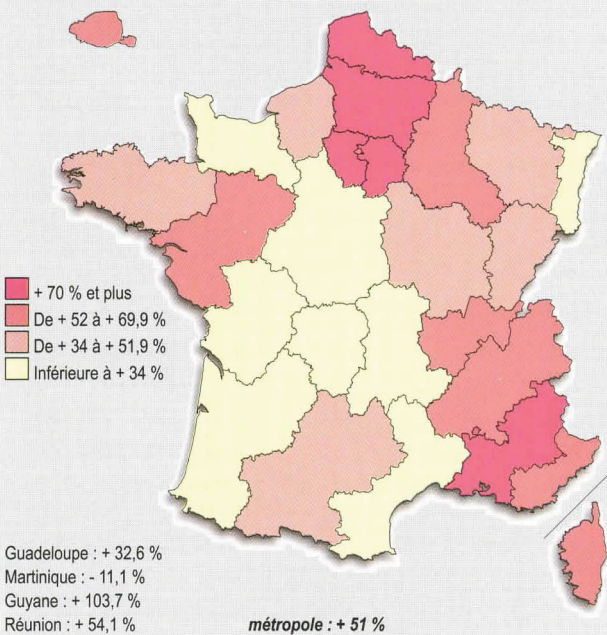 + 70 % et plus
De + 52 à + 69,9 %
De + 34 à + 51,9 %
Inférieure à + 34 %
Guadeloupe : + 32,6 %
Martinique : - 11,1 %
Guyane : + 103,7 %
Réunion : + 54,1 %
métropole : + 51 %